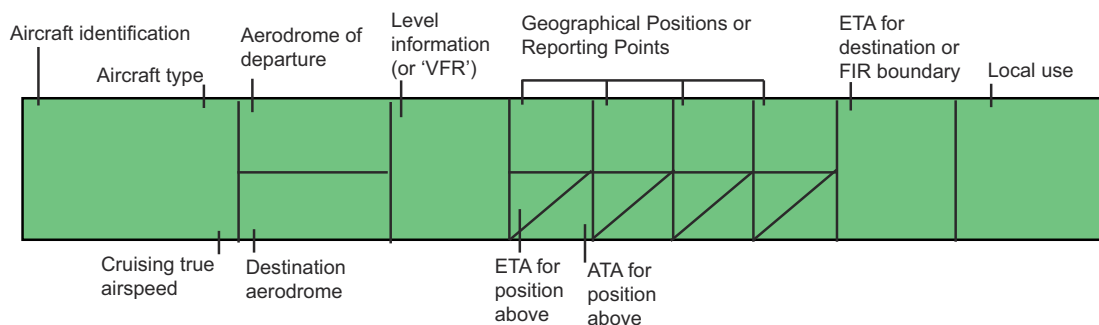 Aircraft identification
Aircraft type
Aerodrome of
departure
Level
information
(or ‘VFR’)
Geographical Positions or
Reporting Points
ETA for
destination or
FIR boundary
Local use
Cruising true
airspeed
Destination
aerodrome
ETA for
position
above
ATA for
position
above